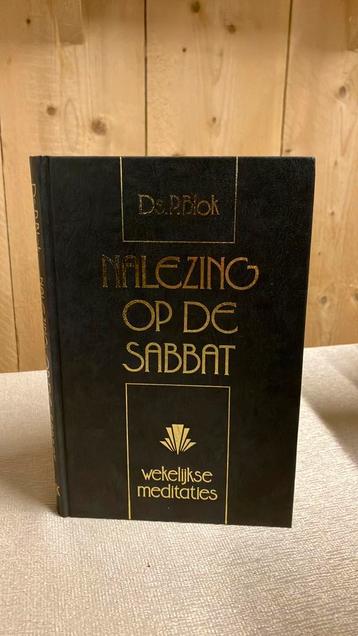 Ds. P. Blok
NALEZING
OP DE
SABBAT
wekelijkse
meditaties